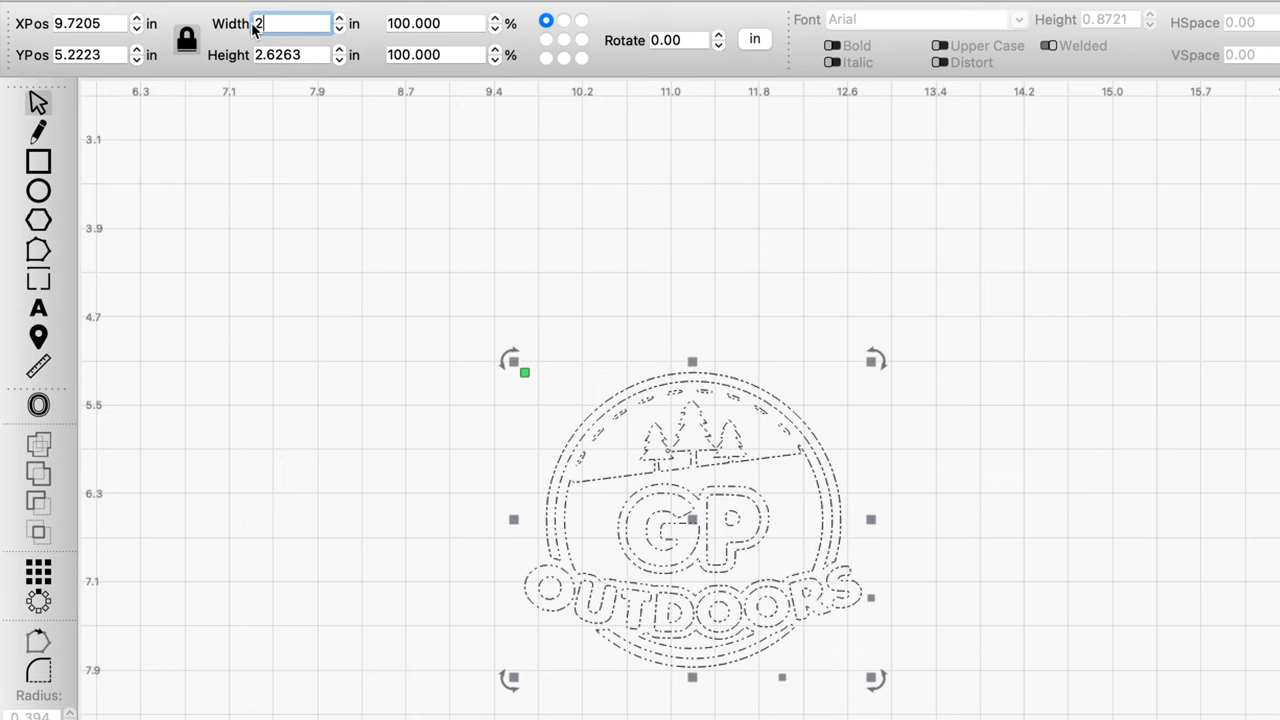 XPos 9.7205 in Width 2 in 100.000 % Rotate 0.00 in Font Arial Height 0.8721 HSpace 0.00
YPos 5.2223 in Height 2.6263 in 100.000 % Bold Upper Case Welded VSpace 0.00
Italic Distort
6.3 7.1 7.9 8.7 9.4 10.2 11.0 11.8 12.6 13.4 14.2 15.0 15.7
3.1
3.9
4.7
5.5
6.3
7.1
7.9
GP
OUTDOORS
Radius:
0.394